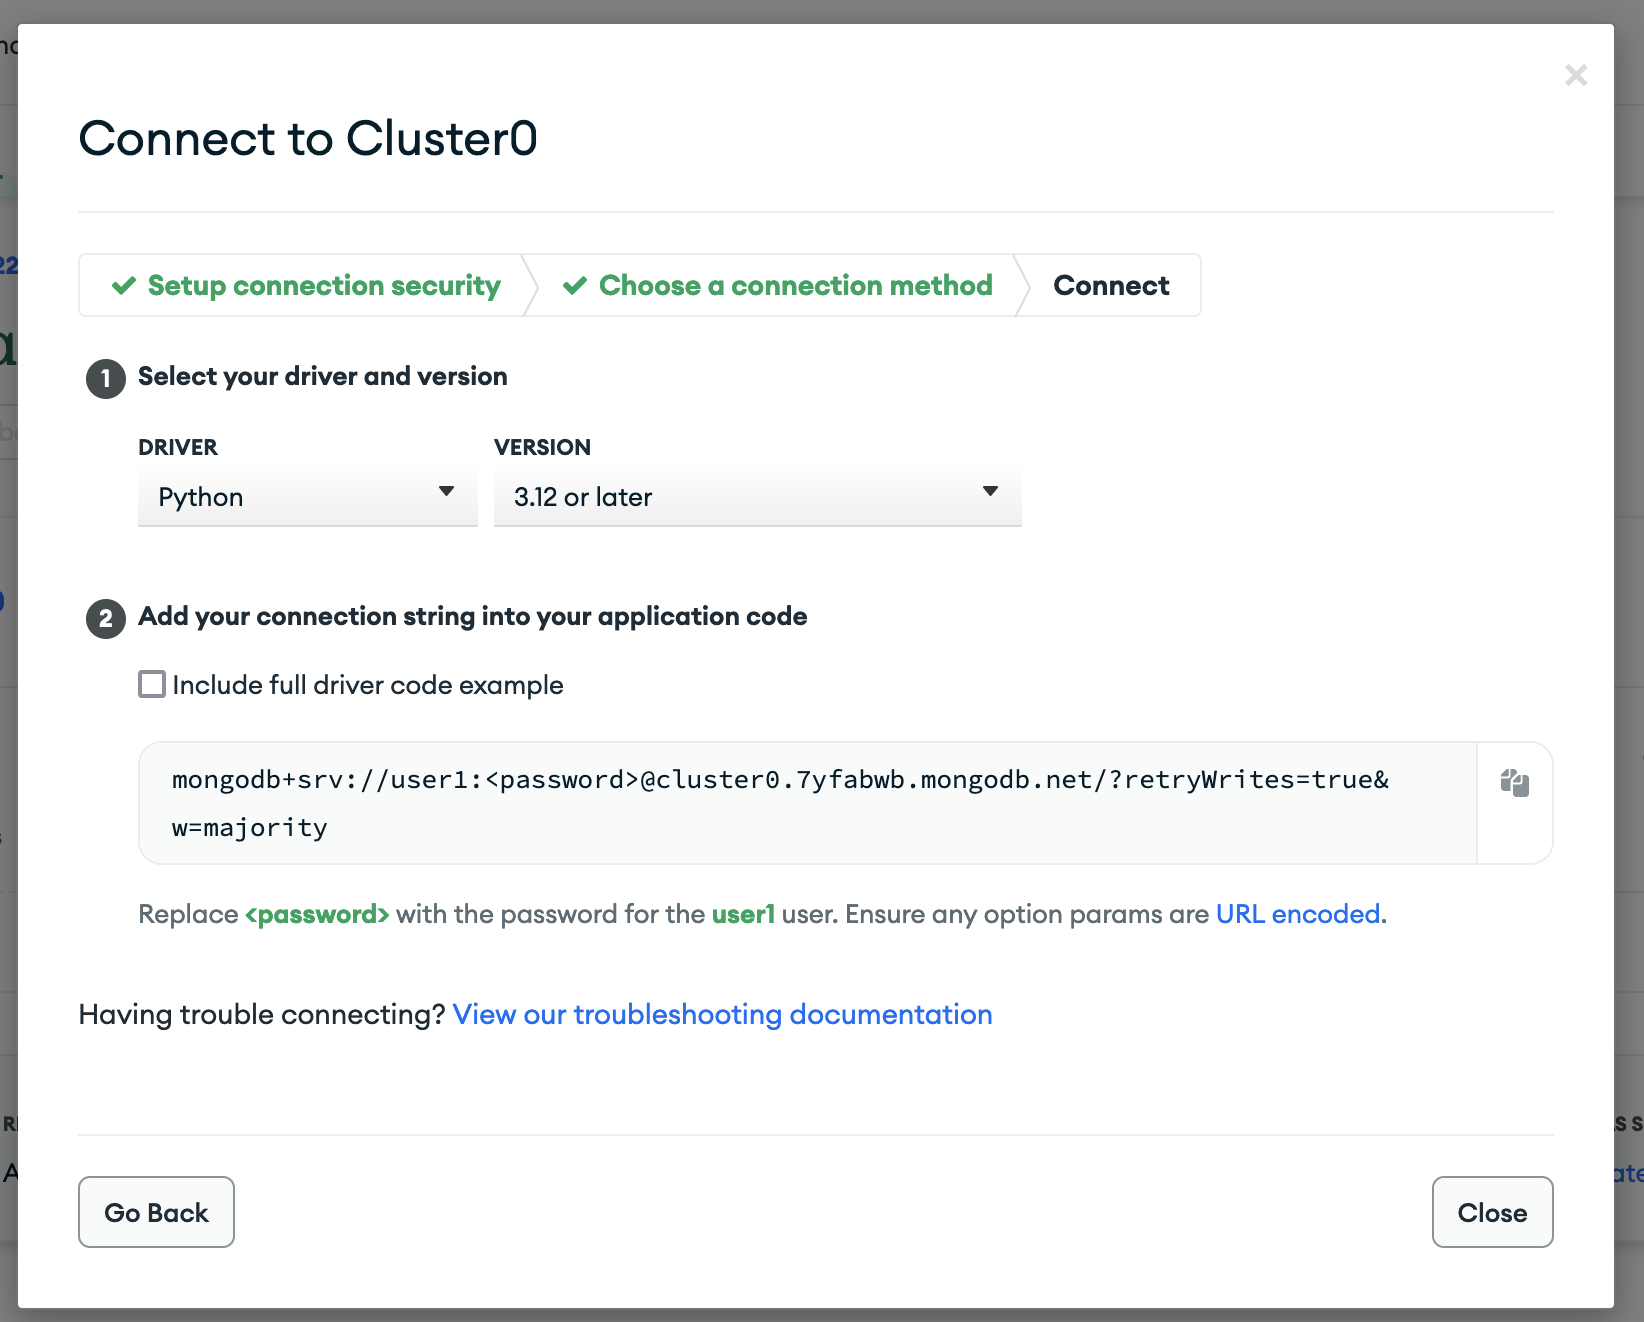 Connect to Cluster0
Setup connection security
Choose a connection method
Connect
1 Select your driver and version
DRIVER
VERSION
Python
3.12 or later
2 Add your connection string into your application code
Include full driver code example
mongodb+srv://user1:<password>@cluster0.7yfabwb.mongodb.net/?retryWrites=true&
w=majority
Replace <password> with the password for the user1 user. Ensure any option params are URL encoded.
Having trouble connecting? View our troubleshooting documentation
Go Back
Close